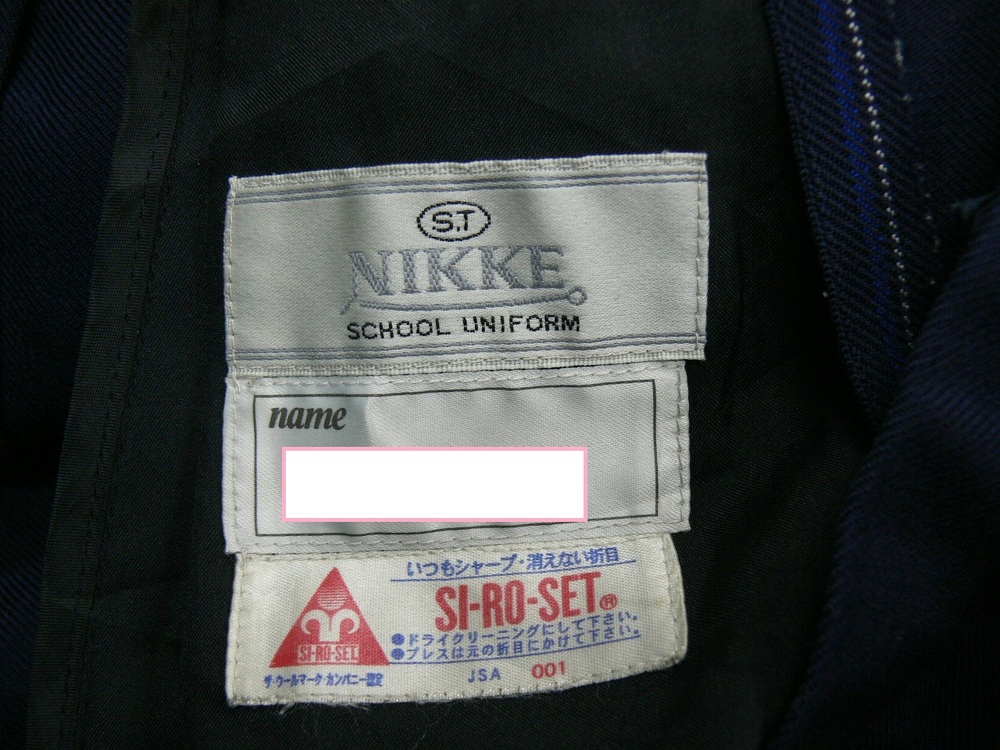 S.T
NIKKE
SCHOOL UNIFORM
name
いつもシャープ・消えない折目
SI-RO-SET®
●ドライクリーニングにして下さい。
●プレスは元の折目にかけて下さい。
SI-RO-SET
ザ・ウールマーク・カンパニー認定
JSA 001